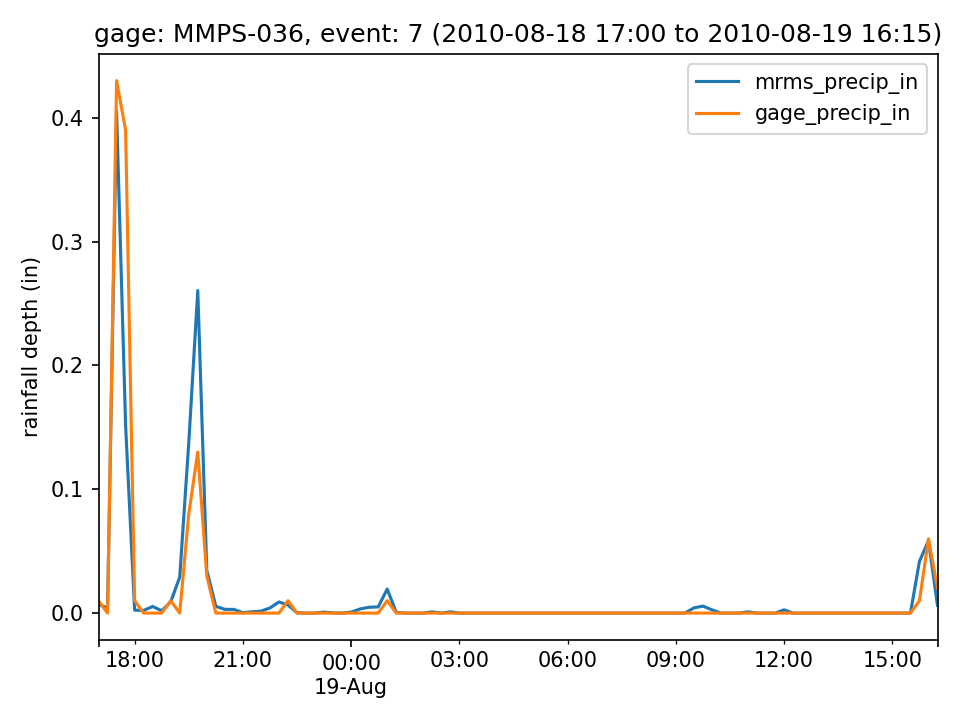 gage: MMPS-036, event: 7 (2010-08-18 17:00 to 2010-08-19 16:15)
mrms_precip_in
gage_precip_in
rainfall depth (in)
0.4
0.3
0.2
0.1
0.0
18:00 21:00 00:00 03:00 06:00 09:00 12:00 15:00
19-Aug